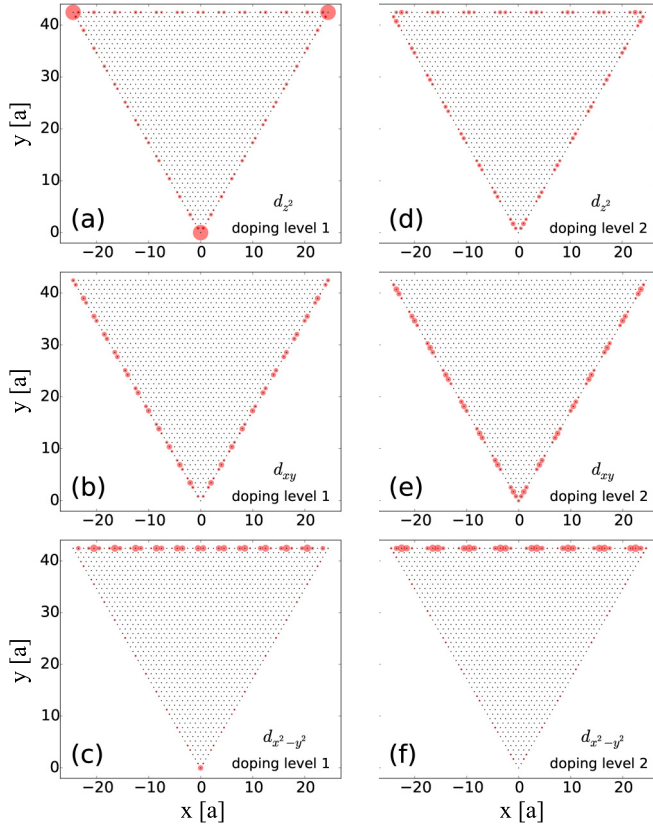 y [a]
40
30
20
10
0
(a)
d_{z^2}
doping level 1
−20 −10 0 10 20
(d)
d_{z^2}
doping level 2
−20 −10 0 10 20
y [a]
40
30
20
10
0
(b)
d_{xy}
doping level 1
−20 −10 0 10 20
(e)
d_{xy}
doping level 2
−20 −10 0 10 20
y [a]
40
30
20
10
0
(c)
d_{x^2−y^2}
doping level 1
−20 −10 0 10 20
x [a]
(f)
d_{x^2−y^2}
doping level 2
−20 −10 0 10 20
x [a]